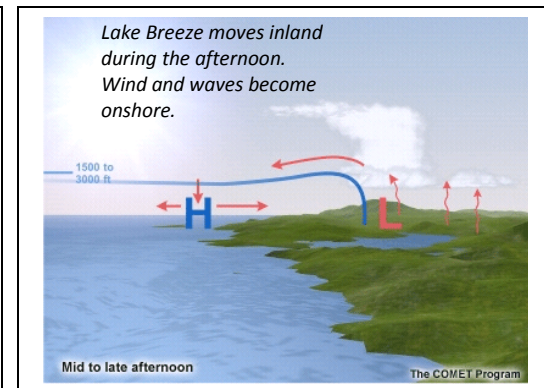 Lake Breeze moves inland
during the afternoon.
Wind and waves become
onshore.
1500 to
3000 ft
H
L
Mid to late afternoon
The COMET Program